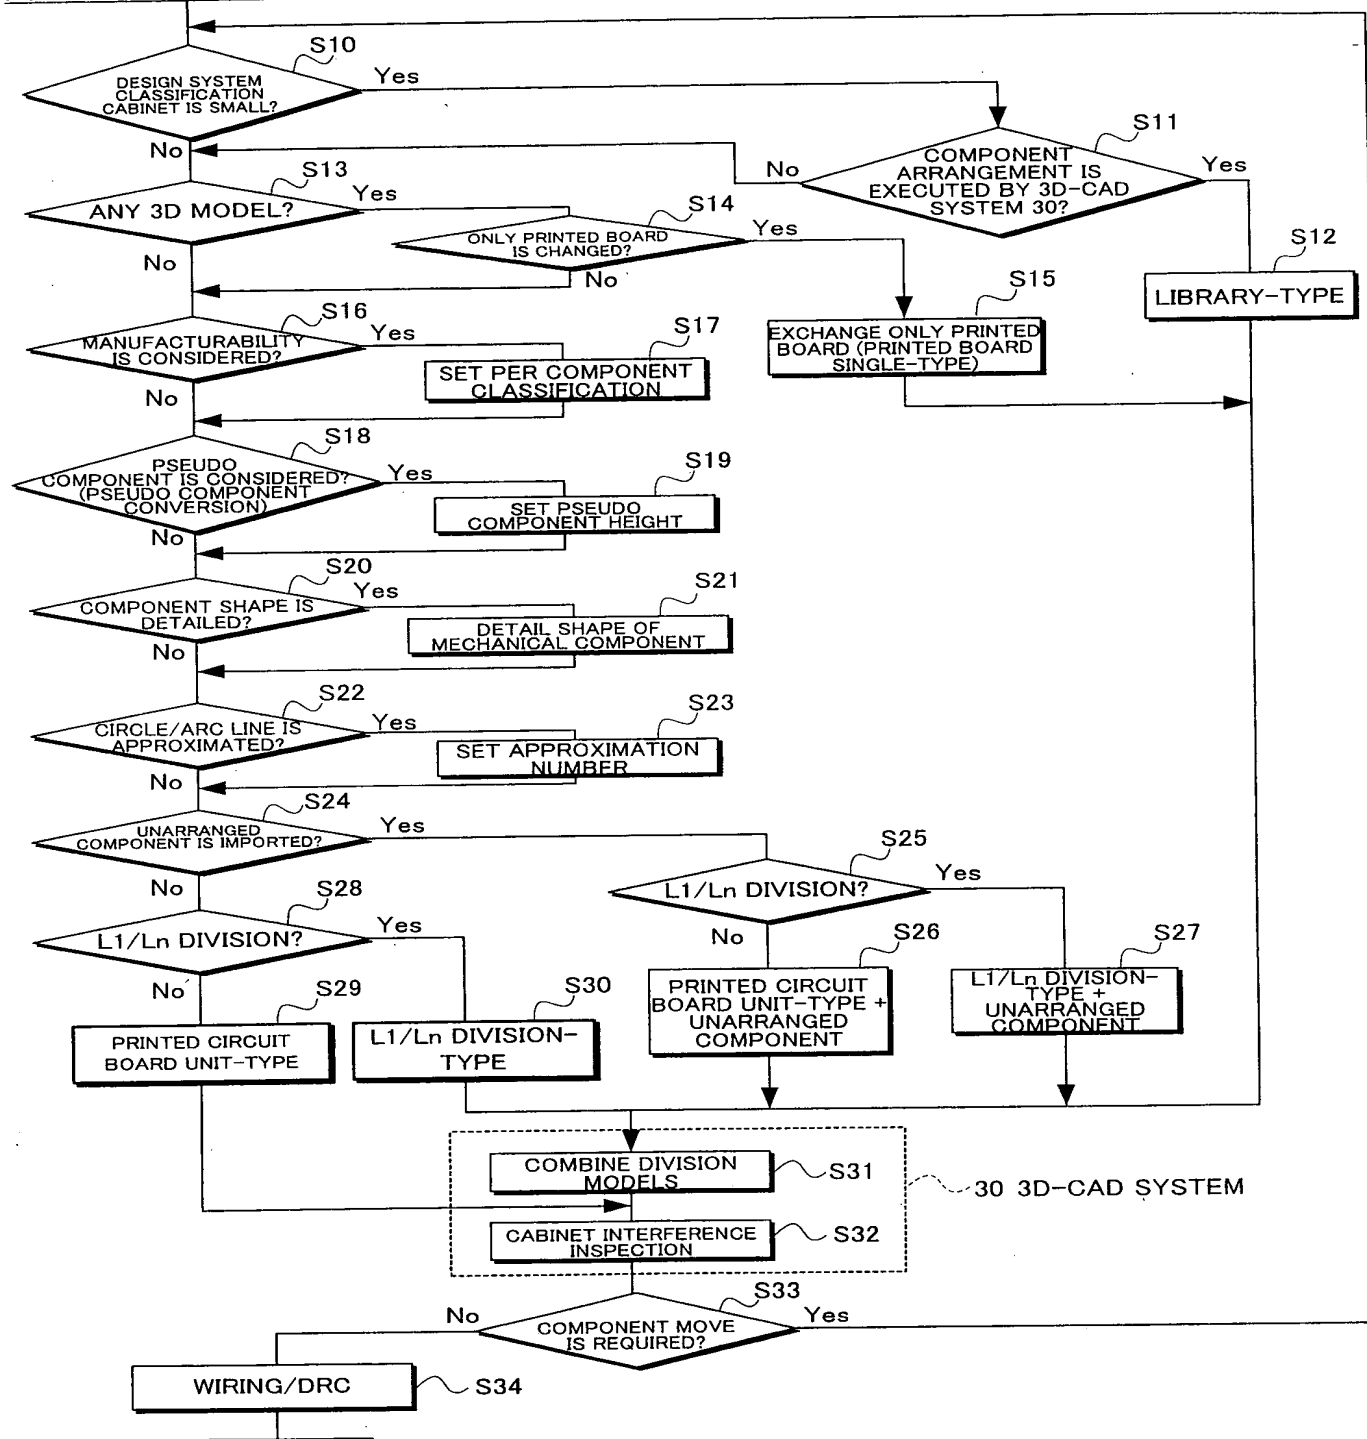 S10
DESIGN SYSTEM
CLASSIFICATION
CABINET IS SMALL?
Yes
No
S11
COMPONENT
ARRANGEMENT IS
EXECUTED BY 3D-CAD
SYSTEM 30?
No
Yes
S12
LIBRARY-TYPE
S13
ANY 3D MODEL?
Yes
No
S14
ONLY PRINTED BOARD
IS CHANGED?
Yes
No
S15
EXCHANGE ONLY PRINTED
BOARD (PRINTED BOARD
SINGLE-TYPE)
S16
MANUFACTURABILITY
IS CONSIDERED?
Yes
No
S17
SET PER COMPONENT
CLASSIFICATION
S18
PSEUDO
COMPONENT IS CONSIDERED?
(PSEUDO COMPONENT
CONVERSION)
Yes
No
S19
SET PSEUDO
COMPONENT HEIGHT
S20
COMPONENT SHAPE IS
DETAILED?
Yes
No
S21
DETAIL SHAPE OF
MECHANICAL COMPONENT
S22
CIRCLE/ARC LINE IS
APPROXIMATED?
Yes
No
S23
SET APPROXIMATION
NUMBER
S24
UNARRANGED
COMPONENT IS IMPORTED?
Yes
No
S25
L1/Ln DIVISION?
Yes
No
S26
PRINTED CIRCUIT
BOARD UNIT-TYPE +
UNARRANGED
COMPONENT
S27
L1/Ln DIVISION-
TYPE +
UNARRANGED
COMPONENT
S28
L1/Ln DIVISION?
Yes
No
S29
PRINTED CIRCUIT
BOARD UNIT-TYPE
S30
L1/Ln DIVISION-
TYPE
COMBINE DIVISION
MODELS
S31
30 3D-CAD SYSTEM
CABINET INTERFERENCE
INSPECTION
S32
S33
COMPONENT MOVE
IS REQUIRED?
No
Yes
WIRING/DRC
S34